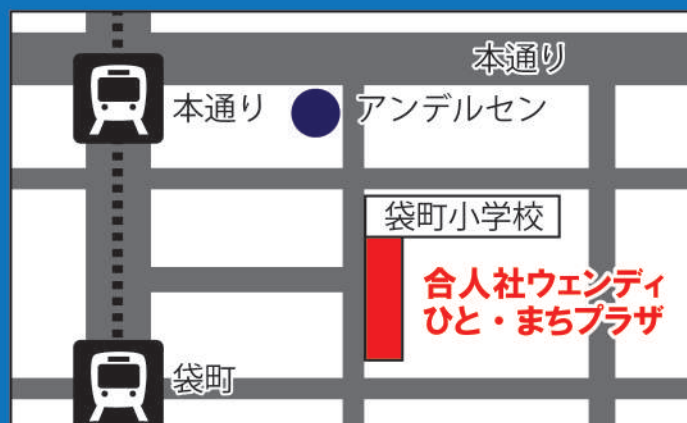 本通り
本通り
アンデルセン
袋町小学校
合人社ウェンディ
ひと・まちプラザ
袋町